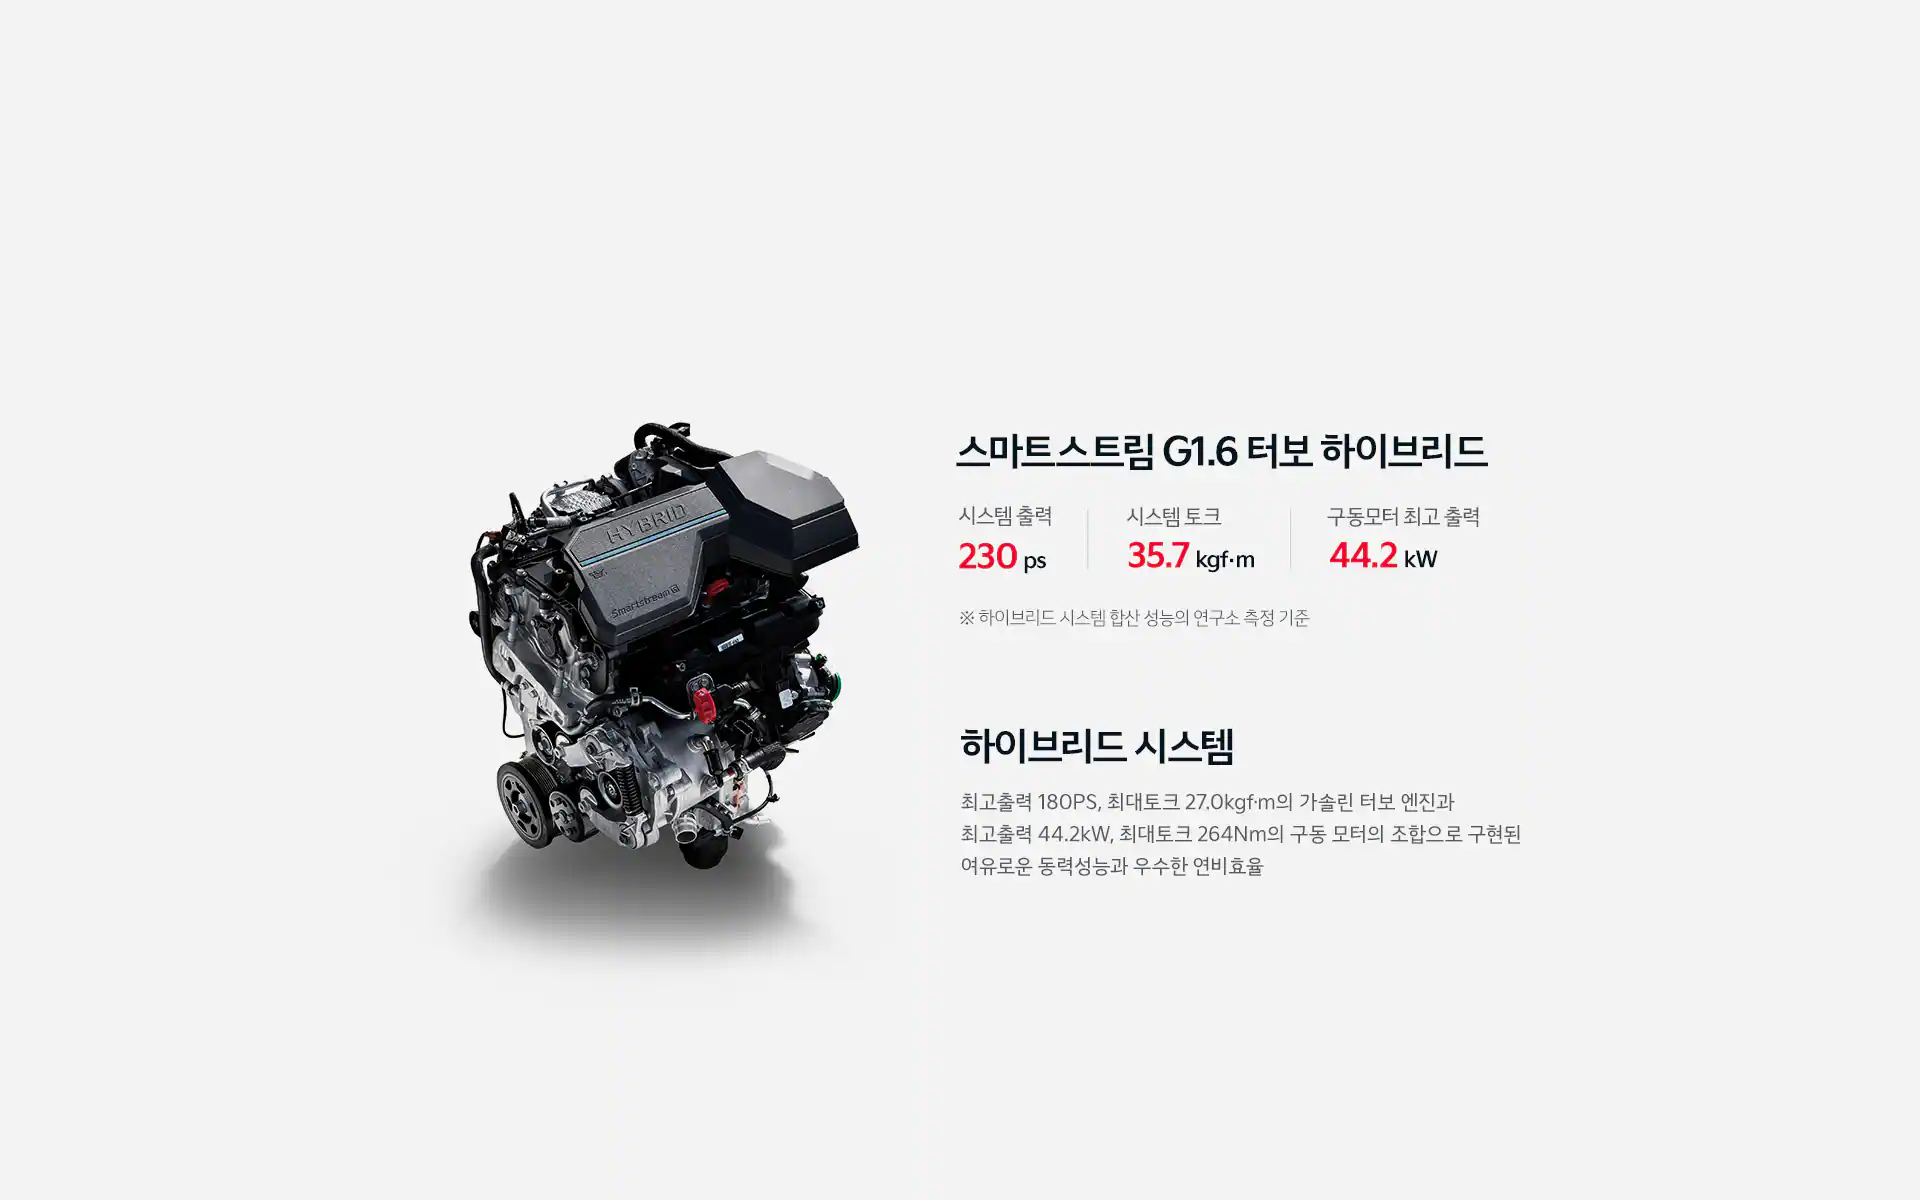 HYBRID
Smartstream G
스마트스트림 G1.6 터보 하이브리드
시스템 출력 시스템 토크 구동모터 최고 출력
230 ps 35.7 kgf·m 44.2 kW
※ 하이브리드 시스템 합산 성능의 연구소 측정 기준
하이브리드 시스템
최고출력 180PS, 최대토크 27.0kgf·m의 가솔린 터보 엔진과
최고출력 44.2kW, 최대토크 264Nm의 구동 모터의 조합으로 구현된
여유로운 동력성능과 우수한 연비효율